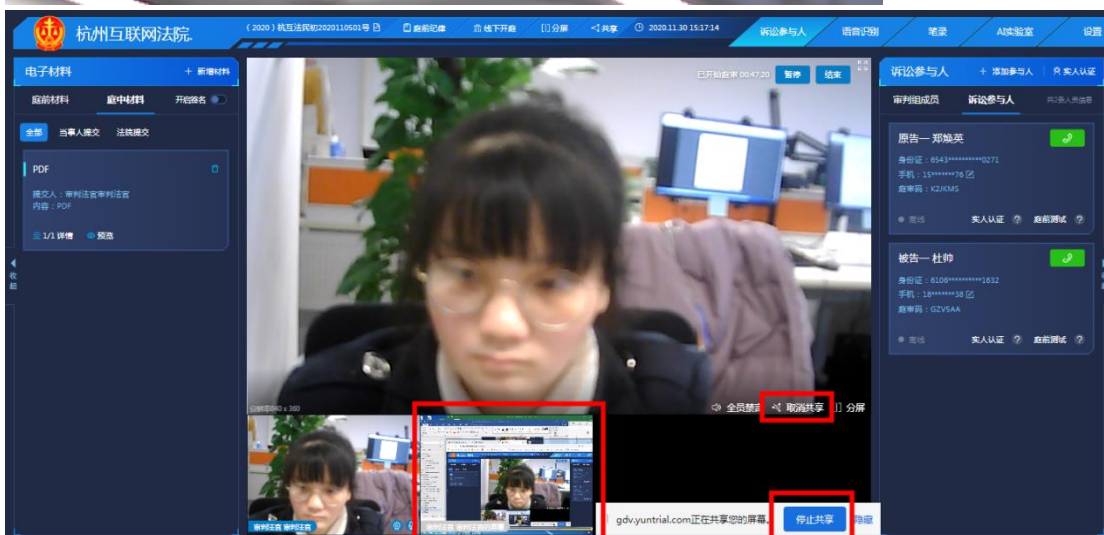 杭州互联网法院
(2020)杭互法民初2020110501号
庭前纪律
线下开庭
分屏
共享
2020.11.30 15:17:14
诉讼参与人
语音识别
笔录
AI实验室
设置
电子材料
+ 新增材料
庭前材料
庭中材料
开启签名
全部
当事人提交
法院提交
PDF
提交人：审判法官审判法官
内容：PDF
1/1 详情
预览
收起
已开始庭审 00:47:20
暂停
结束
全员禁言
取消共享
分屏
审判法官 审判法官
gdv.yuntrial.com正在共享您的屏幕。
停止共享
隐藏
诉讼参与人
+ 添加参与人
实人认证
审判组成员
诉讼参与人
原告— 郑焕英
身份证：6543**********0271
手机：15*******76
庭审码：K2JKMS
离线
实人认证
庭前测试
被告— 杜帅
身份证：6106**********1632
手机：18*******38
庭审码：GZVSAA
离线
实人认证
庭前测试